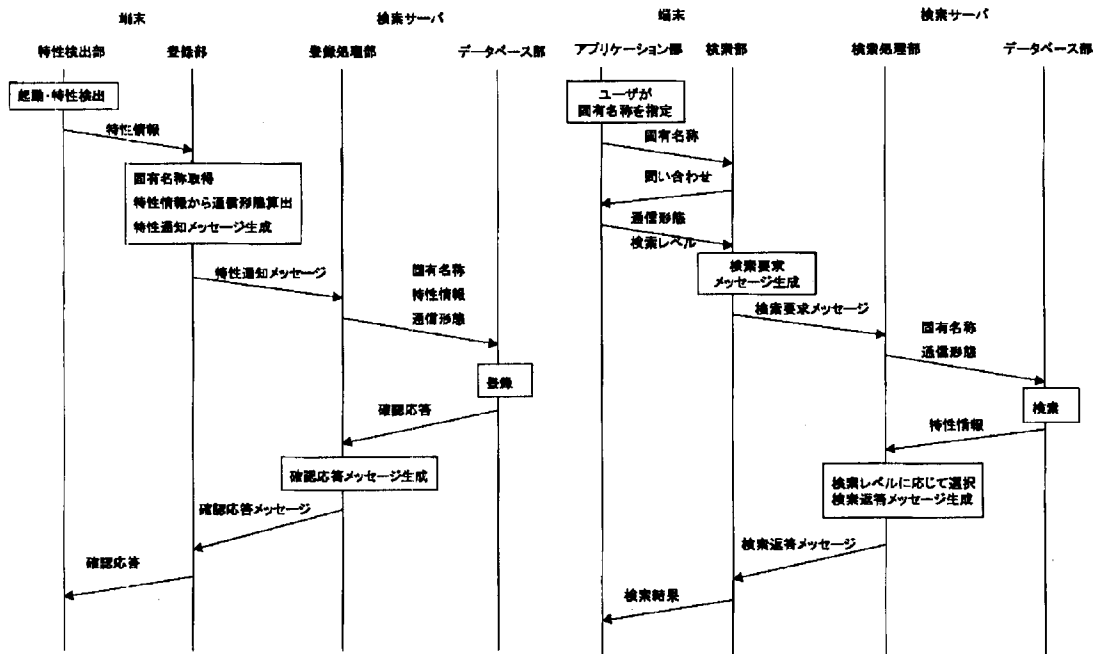 端末
検索サーバ
特性検出部
登録部
登録処理部
データベース部
起動・特性検出
特性情報
固有名称取得
特性情報から通信形態算出
特性通知メッセージ生成
特性通知メッセージ
固有名称
特性情報
通信形態
登録
確認応答
確認応答メッセージ生成
確認応答メッセージ
確認応答
端末
検索サーバ
アプリケーション部
検索部
検索処理部
データベース部
ユーザが
固有名称を指定
固有名称
問い合わせ
通信形態
検索レベル
検索要求
メッセージ生成
検索要求メッセージ
固有名称
通信形態
検索
特性情報
検索レベルに応じて選択
検索返答メッセージ生成
検索返答メッセージ
検索結果